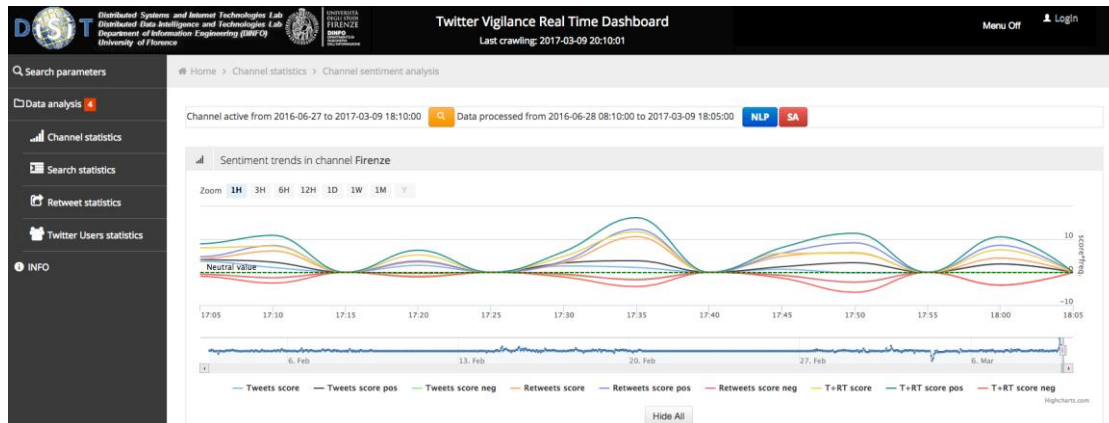 DISIT
Distributed Systems and Internet Technologies Lab
Distributed Data Intelligence and Technologies Lab
Department of Information Engineering (DINFO)
University of Florence
UNIVERSITÀ
DEGLI STUDI
FIRENZE
DINFO
Twitter Vigilance Real Time Dashboard
Last crawling: 2017-03-09 20:10:01
Menu Off
Login
Search parameters
Home > Channel statistics > Channel sentiment analysis
Data analysis 4
Channel active from 2016-06-27 to 2017-03-09 18:10:00 Data processed from 2016-06-28 08:10:00 to 2017-03-09 18:05:00 NLP SA
Channel statistics
Search statistics
Retweet statistics
Twitter Users statistics
INFO
Sentiment trends in channel Firenze
Zoom 1H 3H 6H 12H 1D 1W 1M Y
10
Neutral value
0
score*freq.
-10
17:05 17:10 17:15 17:20 17:25 17:30 17:35 17:40 17:45 17:50 17:55 18:00 18:05
6. Feb 13. Feb 20. Feb 27. Feb 6. Mar
Tweets score Tweets score pos Tweets score neg Retweets score Retweets score pos Retweets score neg T+RT score T+RT score pos T+RT score neg
Highcharts.com
Hide All